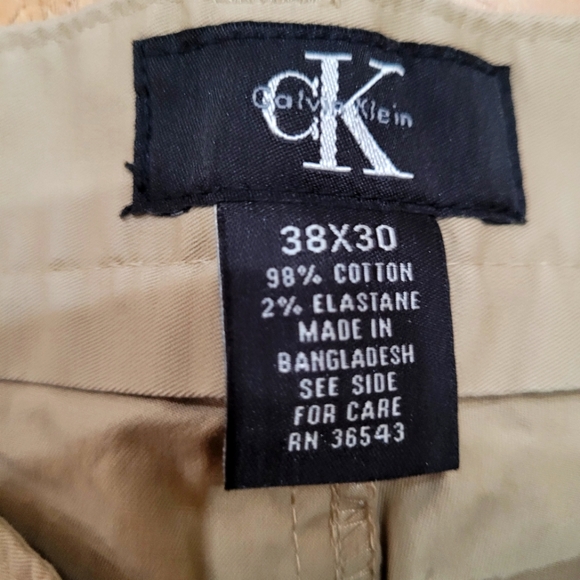 CK
Calvin Klein
38X30
98% COTTON
2% ELASTANE
MADE IN
BANGLADESH
SEE SIDE
FOR CARE
RN 36543